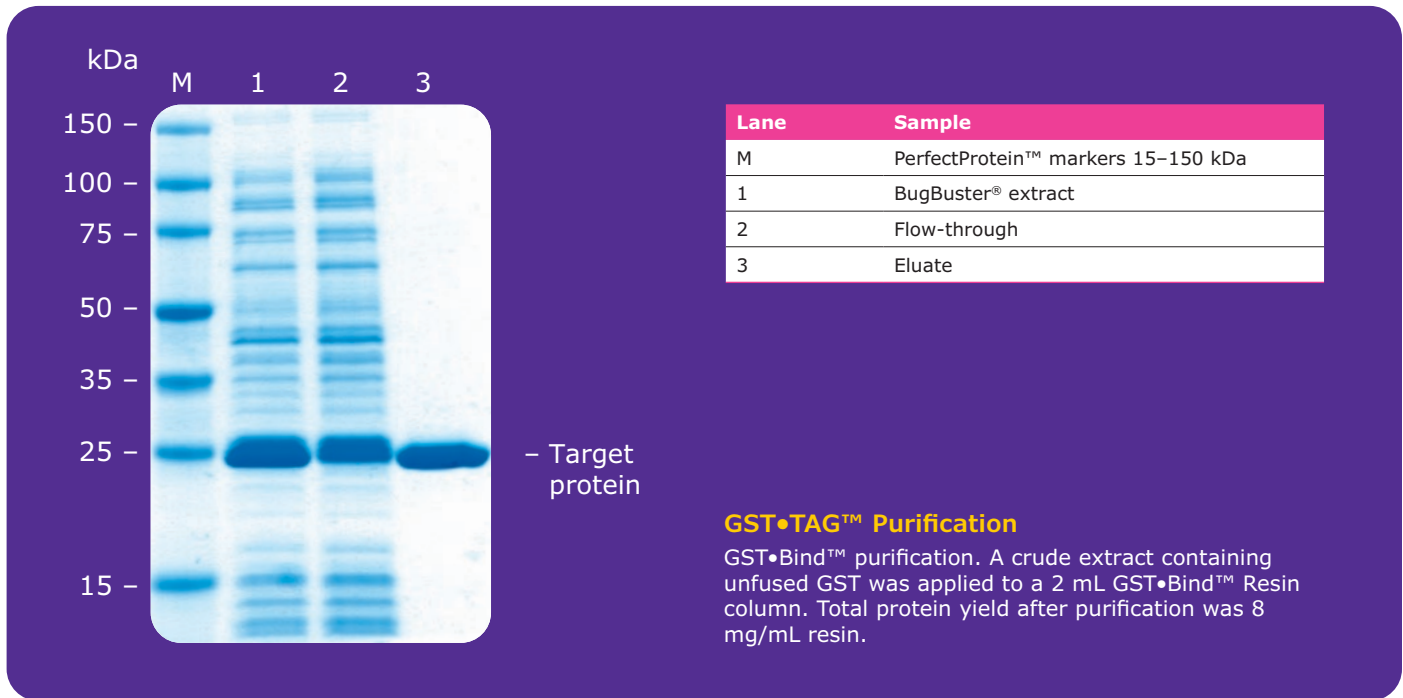 kDa
M 1 2 3
150 –
100 –
75 –
50 –
35 –
25 –
15 –
– Target
protein
Lane Sample
M PerfectProtein™ markers 15–150 kDa
1 BugBuster® extract
2 Flow-through
3 Eluate
GST•TAG™ Purification
GST•Bind™ purification. A crude extract containing
unfused GST was applied to a 2 mL GST•Bind™ Resin
column. Total protein yield after purification was 8
mg/mL resin.